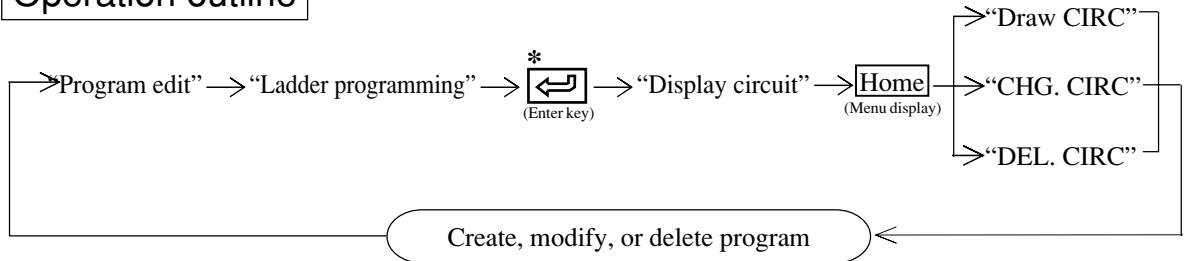 Operation outline
“Draw CIRC”
*
“Program edit” “Ladder programming” “Display circuit” Home “CHG. CIRC”
(Enter key) (Menu display)
“DEL. CIRC”
Create, modify, or delete program